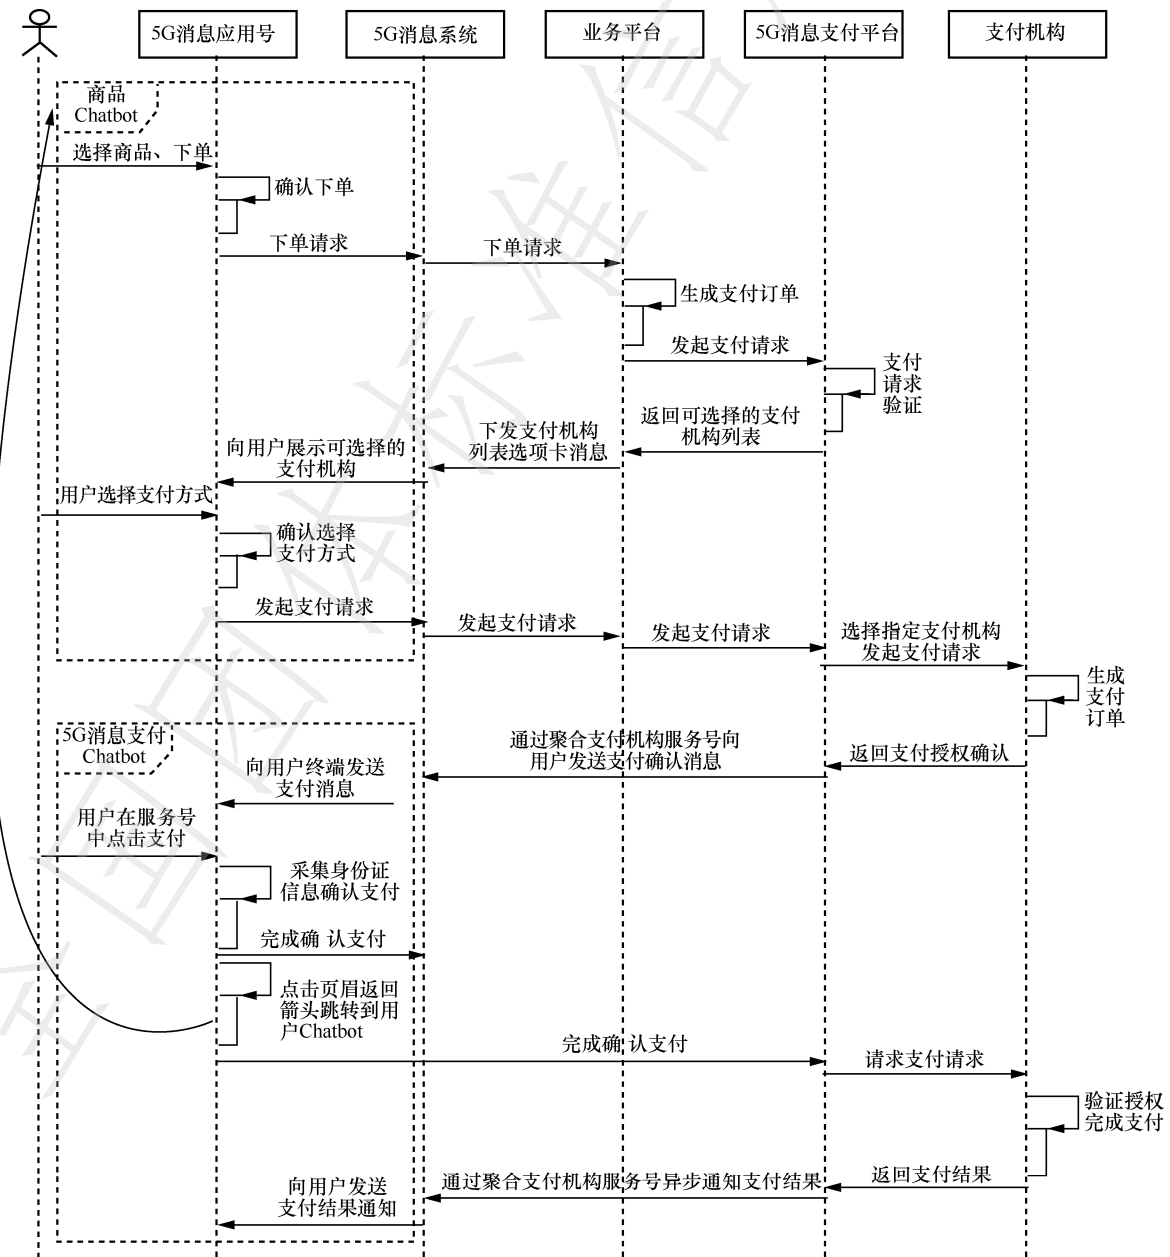 5G消息应用号
5G消息系统
业务平台
5G消息支付平台
支付机构
商品
Chatbot
选择商品、下单
确认下单
下单请求
下单请求
生成支付订单
发起支付请求
支付
请求
验证
返回可选择的支付
机构列表
下发支付机构
列表选项卡消息
向用户展示可选择的
支付机构
用户选择支付方式
确认选择
支付方式
发起支付请求
发起支付请求
发起支付请求
选择指定支付机构
发起支付请求
生成
支付
订单
5G消息支付
Chatbot
返回支付授权确认
通过聚合支付机构服务号向
用户发送支付确认消息
向用户终端发送
支付消息
用户在服务号
中点击支付
采集身份证
信息确认支付
完成确 认支付
点击页眉返回
箭头跳转到用
户Chatbot
完成确 认支付
请求支付请求
验证授权
完成支付
返回支付结果
通过聚合支付机构服务号异步通知支付结果
向用户发送
支付结果通知
全国团体标准信